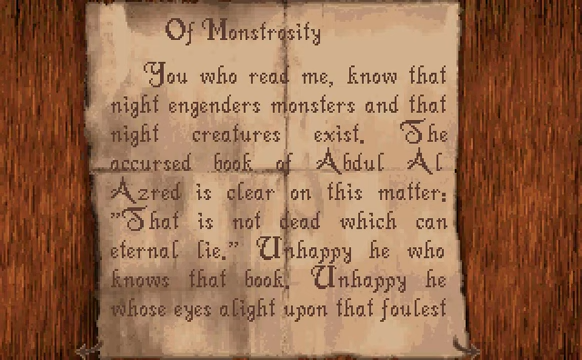 Of Monstrosity
You who read me, know that
night engenders monsters and that
night creatures exist. The
accursed book of Abdul Al
Azred is clear on this matter:
"That is not dead which can
eternal lie." Unhappy he who
knows that book. Unhappy he
whose eyes alight upon that foulest